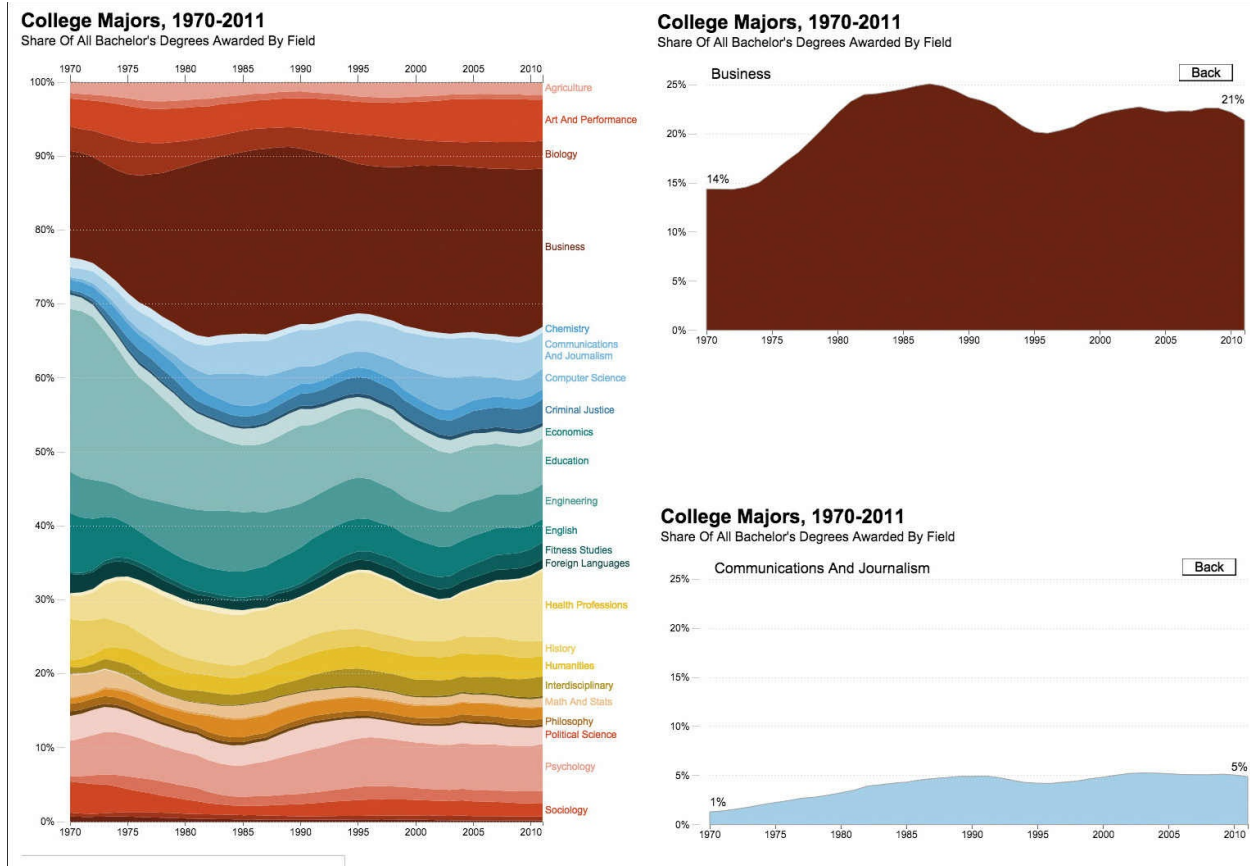 College Majors, 1970-2011
Share Of All Bachelor's Degrees Awarded By Field
1970 1975 1980 1985 1990 1995 2000 2005 2010
100%
90%
80%
70%
60%
50%
40%
30%
20%
10%
0%
Agriculture
Art And Performance
Biology
Business
Chemistry
Communications
And Journalism
Computer Science
Criminal Justice
Economics
Education
Engineering
English
Fitness Studies
Foreign Languages
Health Professions
History
Humanities
Interdisciplinary
Math And Stats
Philosophy
Political Science
Psychology
Sociology
1970 1975 1980 1985 1990 1995 2000 2005 2010
College Majors, 1970-2011
Share Of All Bachelor's Degrees Awarded By Field
Business
Back
25%
20%
15%
10%
5%
0%
14%
21%
1970 1975 1980 1985 1990 1995 2000 2005 2010
College Majors, 1970-2011
Share Of All Bachelor's Degrees Awarded By Field
Communications And Journalism
Back
25%
20%
15%
10%
5%
0%
1%
5%
1970 1975 1980 1985 1990 1995 2000 2005 2010